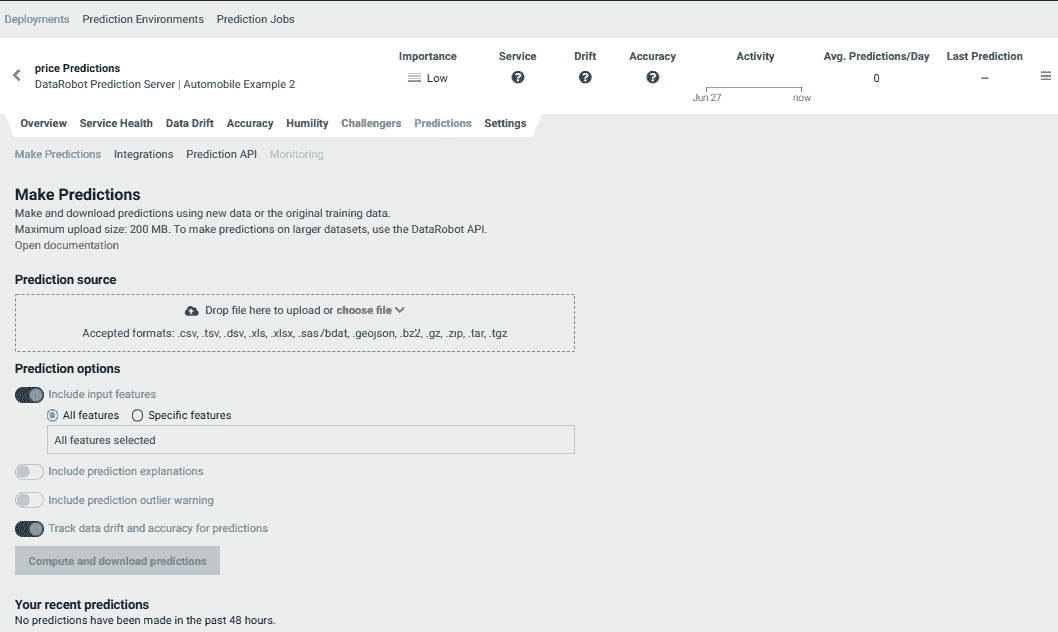 Deployments Prediction Environments Prediction Jobs
Importance Service Drift Accuracy Activity Avg. Predictions/Day Last Prediction
price Predictions
DataRobot Prediction Server | Automobile Example 2
Low ? ? ? 0 —
Jun 27 now
Overview Service Health Data Drift Accuracy Humility Challengers Predictions Settings
Make Predictions Integrations Prediction API Monitoring
Make Predictions
Make and download predictions using new data or the original training data.
Maximum upload size: 200 MB. To make predictions on larger datasets, use the DataRobot API.
Open documentation
Prediction source
Drop file here to upload or choose file
Accepted formats: .csv, .tsv, .dsv, .xls, .xlsx, .sas7bdat, .geojson, .bz2, .gz, .zip, .tar, .tgz
Prediction options
Include input features
All features Specific features
All features selected
Include prediction explanations
Include prediction outlier warning
Track data drift and accuracy for predictions
Compute and download predictions
Your recent predictions
No predictions have been made in the past 48 hours.